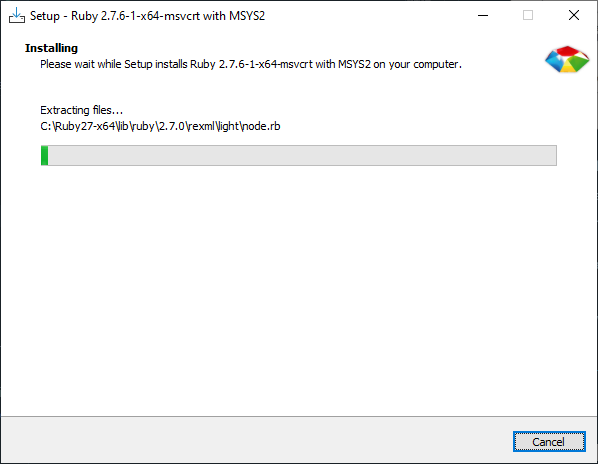 Setup - Ruby 2.7.6-1-x64-msvcrt with MSYS2
Installing
Please wait while Setup installs Ruby 2.7.6-1-x64-msvcrt with MSYS2 on your computer.
Extracting files...
C:\Ruby27-x64\lib\ruby\2.7.0\rexml\light\node.rb
Cancel